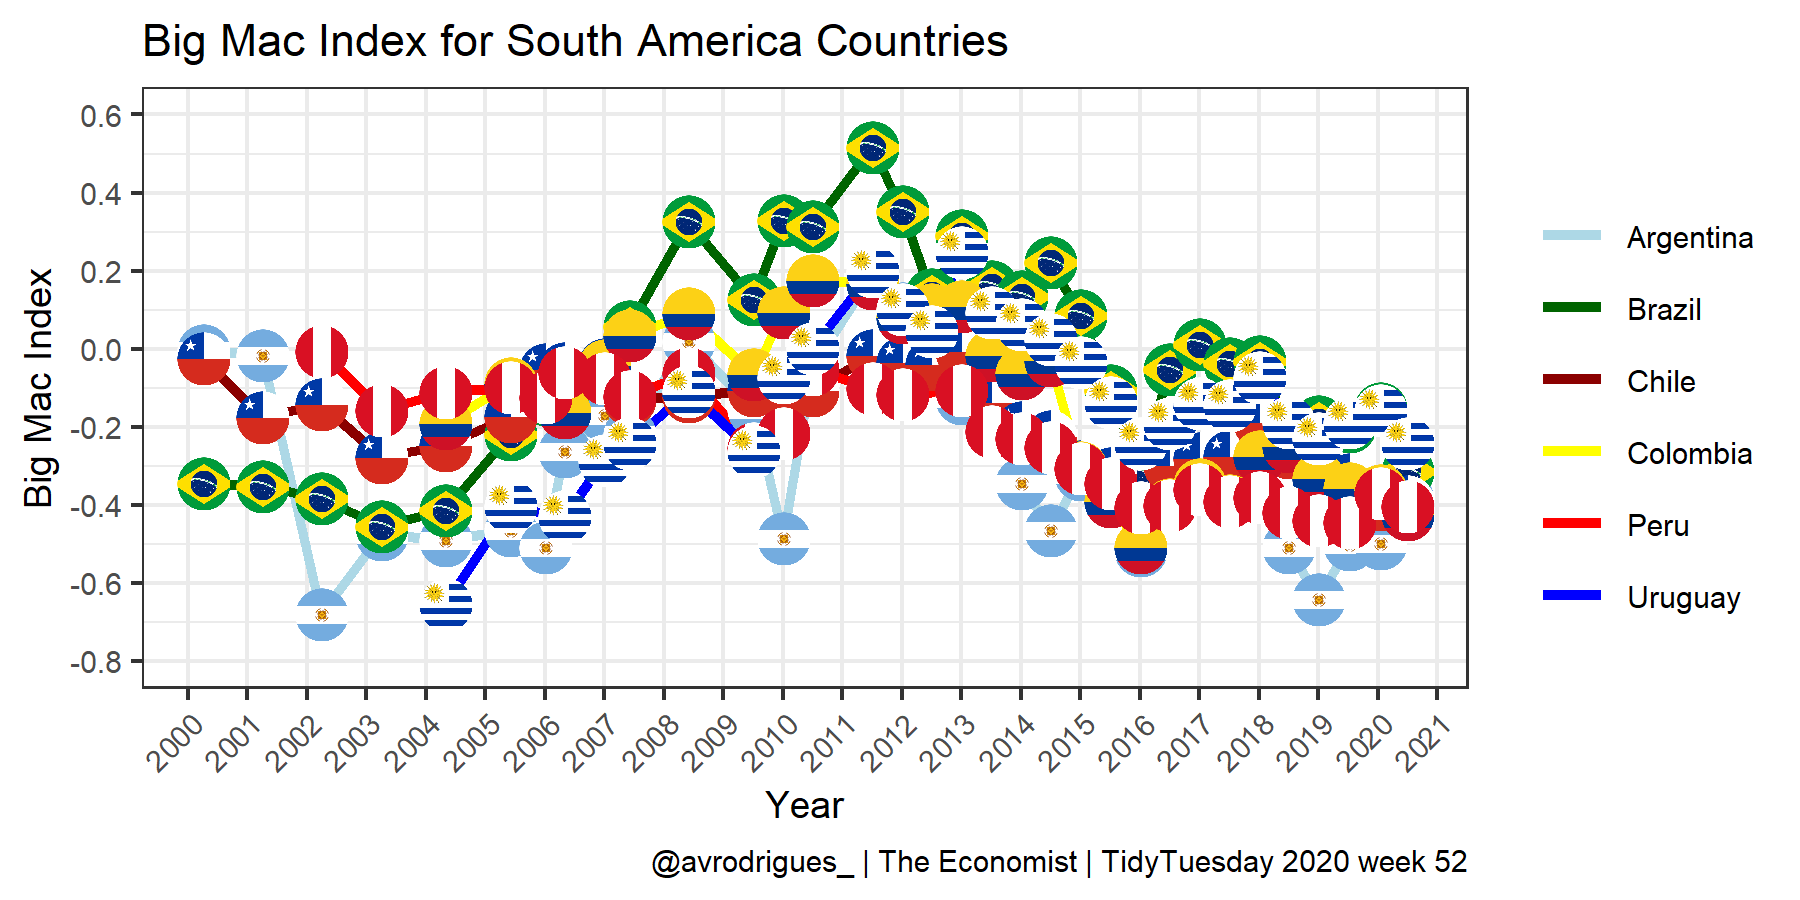 Big Mac Index for South America Countries
Big Mac Index
0.6
0.4
0.2
0.0
-0.2
-0.4
-0.6
-0.8
2000 2001 2002 2003 2004 2005 2006 2007 2008 2009 2010 2011 2012 2013 2014 2015 2016 2017 2018 2019 2020 2021
Year
Argentina
Brazil
Chile
Colombia
Peru
Uruguay
@avrodrigues_ | The Economist | TidyTuesday 2020 week 52